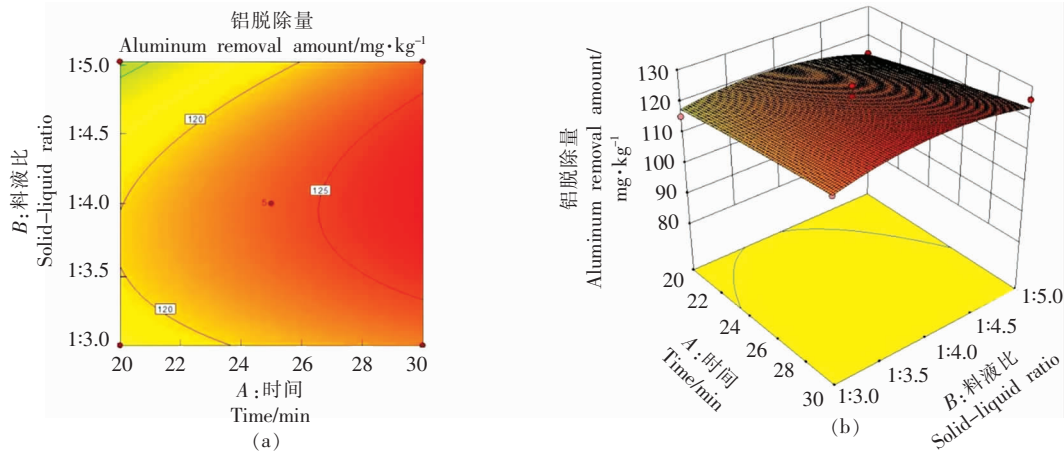 铝脱除量
Aluminum removal amount/mg·kg⁻¹
1∶5.0
1∶4.5
1∶4.0
1∶3.5
1∶3.0
B:料液比
Solid-liquid ratio
120
125
5
120
20
22
24
26
28
30
A:时间
Time/min
(a)
铝脱除量
Aluminum removal amount/
mg·kg⁻¹
130
120
110
100
90
80
20
22
24
26
28
30
A:时间
Time/min
1∶3.0
1∶3.5
1∶4.0
1∶4.5
1∶5.0
B:料液比
Solid-liquid ratio
(b)